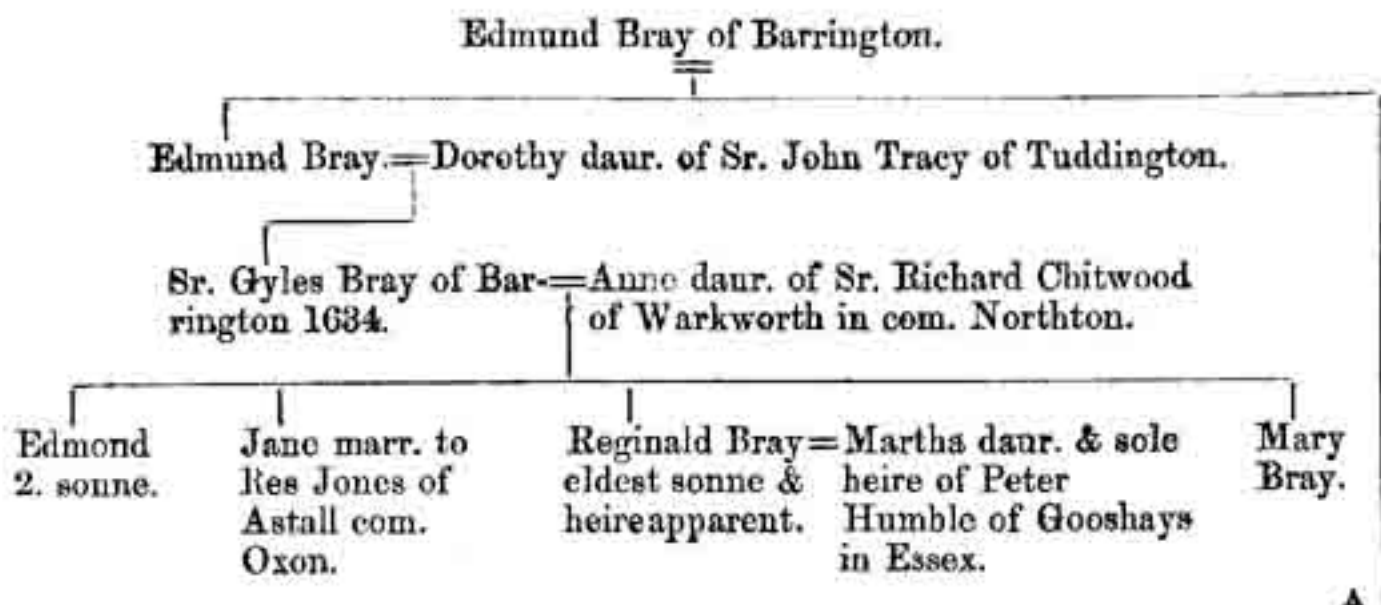 Edmund Bray of Barrington.
Edmund Bray.=Dorothy daur. of Sr. John Tracy of Tuddington.
Sr. Gyles Bray of Bar-=Anne daur. of Sr. Richard Chitwood
rington 1634. of Warkworth in com. Northton.
Edmond
2. sonne.
Jane marr. to
Res Jones of
Astall com.
Oxon.
Reginald Bray=
eldest sonne &
heire apparent.
Martha daur. & sole
heire of Peter
Humble of Gooshays
in Essex.
Mary
Bray.
A